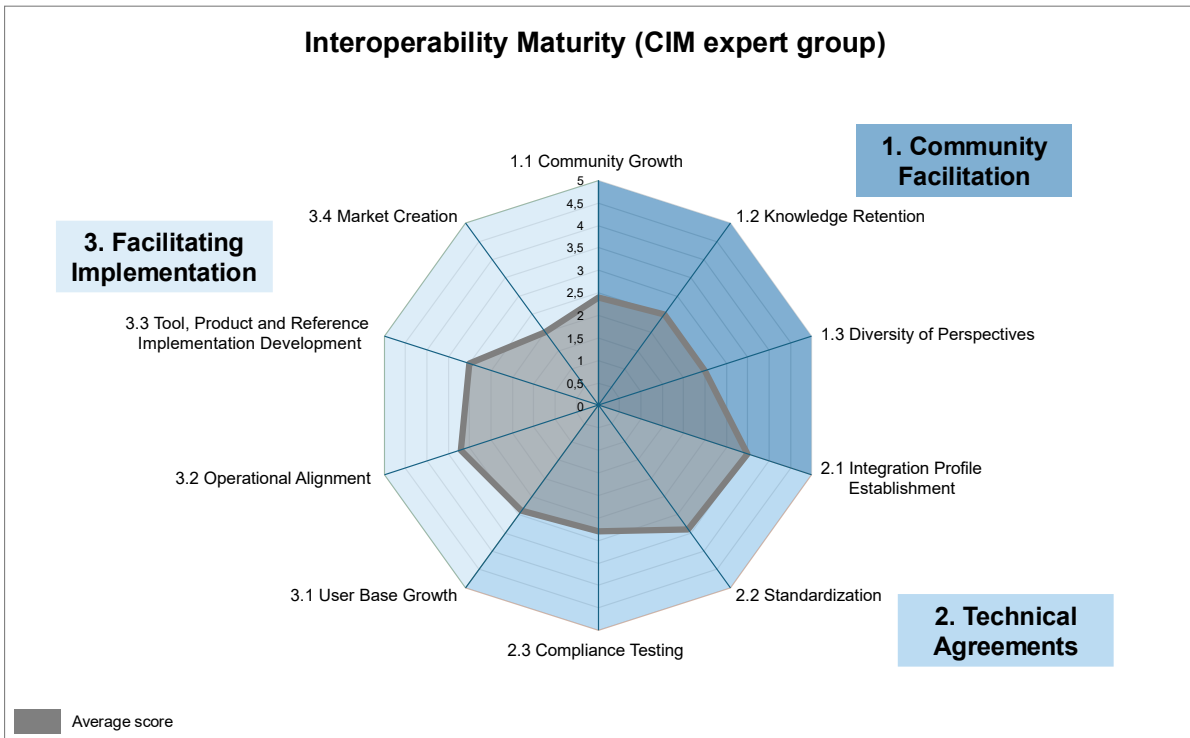 Interoperability Maturity (CIM expert group)
1. Community
Facilitation
1.1 Community Growth
1.2 Knowledge Retention
3.4 Market Creation
3. Facilitating
Implementation
3.3 Tool, Product and Reference
Implementation Development
1.3 Diversity of Perspectives
5
4,5
4
3,5
3
2,5
2
1,5
1
0,5
0
3.2 Operational Alignment
2.1 Integration Profile
Establishment
3.1 User Base Growth
2.2 Standardization
2. Technical
Agreements
2.3 Compliance Testing
Average score